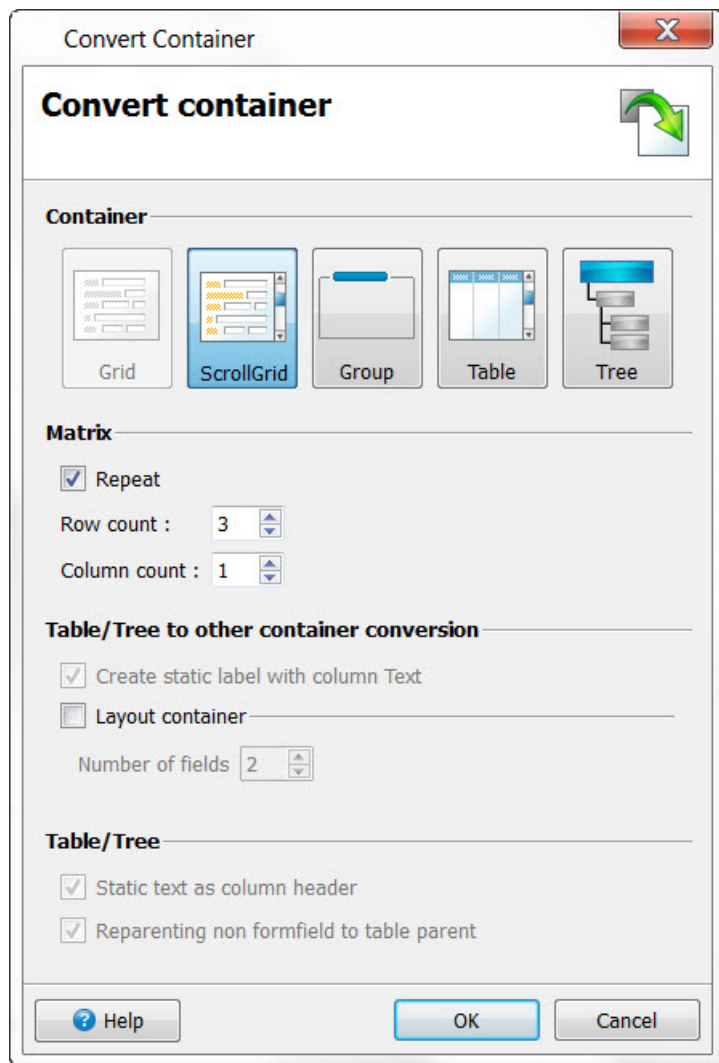 Convert Container
Convert container
Container
Grid ScrollGrid Group Table Tree
Matrix
Repeat
Row count : 3
Column count : 1
Table/Tree to other container conversion
Create static label with column Text
Layout container
Number of fields 2
Table/Tree
Static text as column header
Reparenting non formfield to table parent
? Help OK Cancel